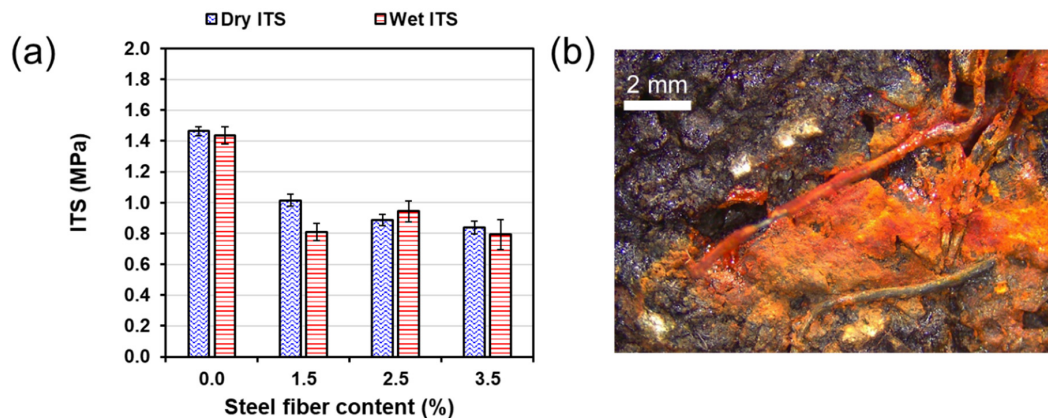 Dry ITS Wet ITS
(a)
2.0
1.8
1.6
1.4
1.2
1.0
0.8
0.6
0.4
0.2
0.0
ITS (MPa)
0.0 1.5 2.5 3.5
Steel fiber content (%)
(b)
2 mm